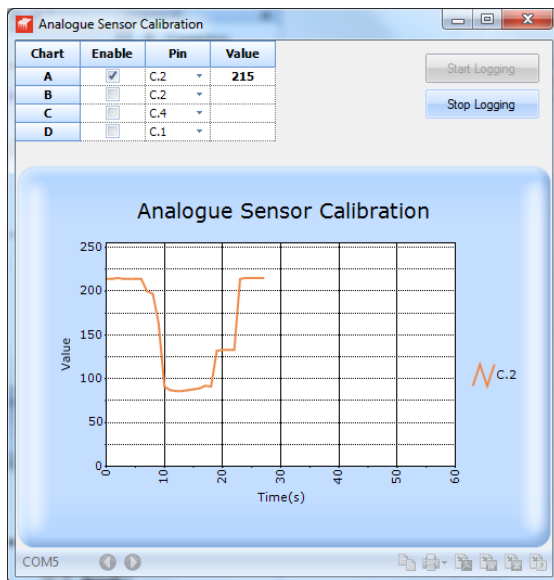 Analogue Sensor Calibration
Chart Enable Pin Value
A C.2 215
B C.2
C C.4
D C.1
Start Logging
Stop Logging
Analogue Sensor Calibration
250
200
150
100
50
0
Value
0 10 20 30 40 50 60
Time(s)
C.2
COM5